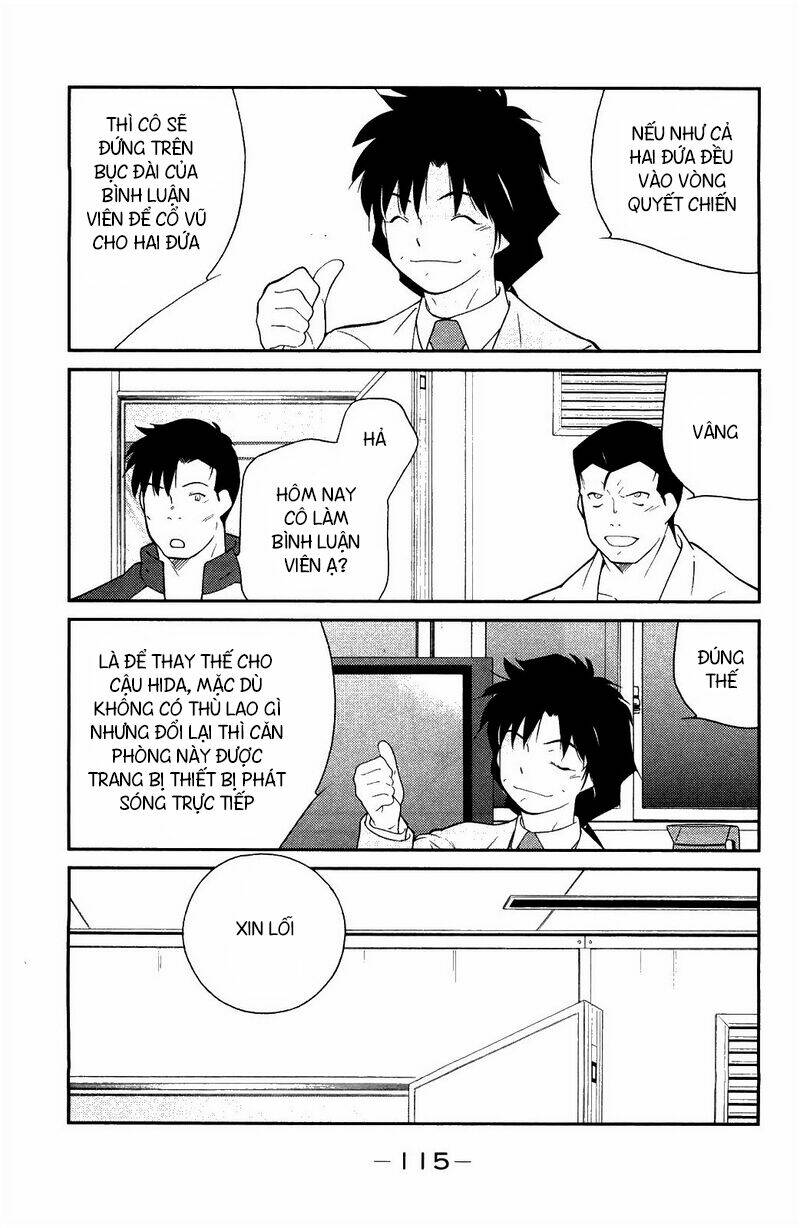 NẾU NHƯ CẢ
HAI ĐỨA ĐỀU
VÀO VÒNG
QUYẾT CHIẾN
THÌ CÔ SẼ
ĐỨNG TRÊN
BỤC ĐÀI CỦA
BÌNH LUẬN
VIÊN ĐỂ CỔ VŨ
CHO HAI ĐỨA
VÂNG
HẢ
HÔM NAY
CÔ LÀM
BÌNH LUẬN
VIÊN Ạ?
ĐÚNG
THẾ
LÀ ĐỂ THAY THẾ CHO
CẬU HIDA, MẶC DÙ
KHÔNG CÓ THÙ LAO GÌ
NHƯNG ĐỔI LẠI THÌ CĂN
PHÒNG NÀY ĐƯỢC
TRANG BỊ THIẾT BỊ PHÁT
SÓNG TRỰC TIẾP
XIN LỖI
—115—